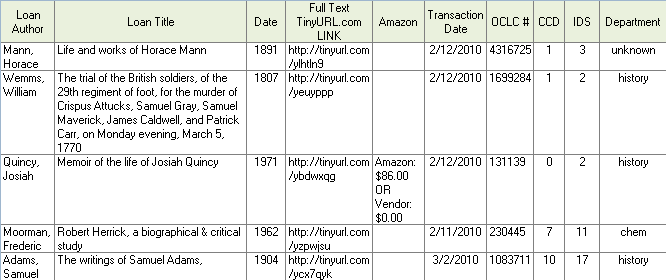 Loan Author Loan Title Date Full Text TinyURL.com LINK Amazon Transaction Date OCLC # CCD IDS Department
Mann, Life and works of Horace Mann 1891 http://tinyurl.com 2/12/2010 4316725 1 3 unknown
Horace /ylhtln9
Wemms, The trial of the British soldiers, of the 1807 http://tinyurl.com 2/12/2010 1699284 1 2 history
William 29th regiment of foot, for the murder of /yeuyppp
Crispus Attucks, Samuel Gray, Samuel
Maverick, James Caldwell, and Patrick
Carr, on Monday evening, March 5,
1770
Quincy, Memoir of the life of Josiah Quincy 1971 http://tinyurl.com Amazon: 2/12/2010 131139 0 2 history
Josiah /ybdwxqg $86.00
OR
Vendor:
$0.00
Moorman, Robert Herrick, a biographical & critical 1962 http://tinyurl.com 2/11/2010 230445 7 11 chem
Frederic study /yzpwjsu
Adams, The writings of Samuel Adams, 1904 http://tinyurl.com 3/2/2010 1083711 10 17 history
Samuel /ycx7qyk